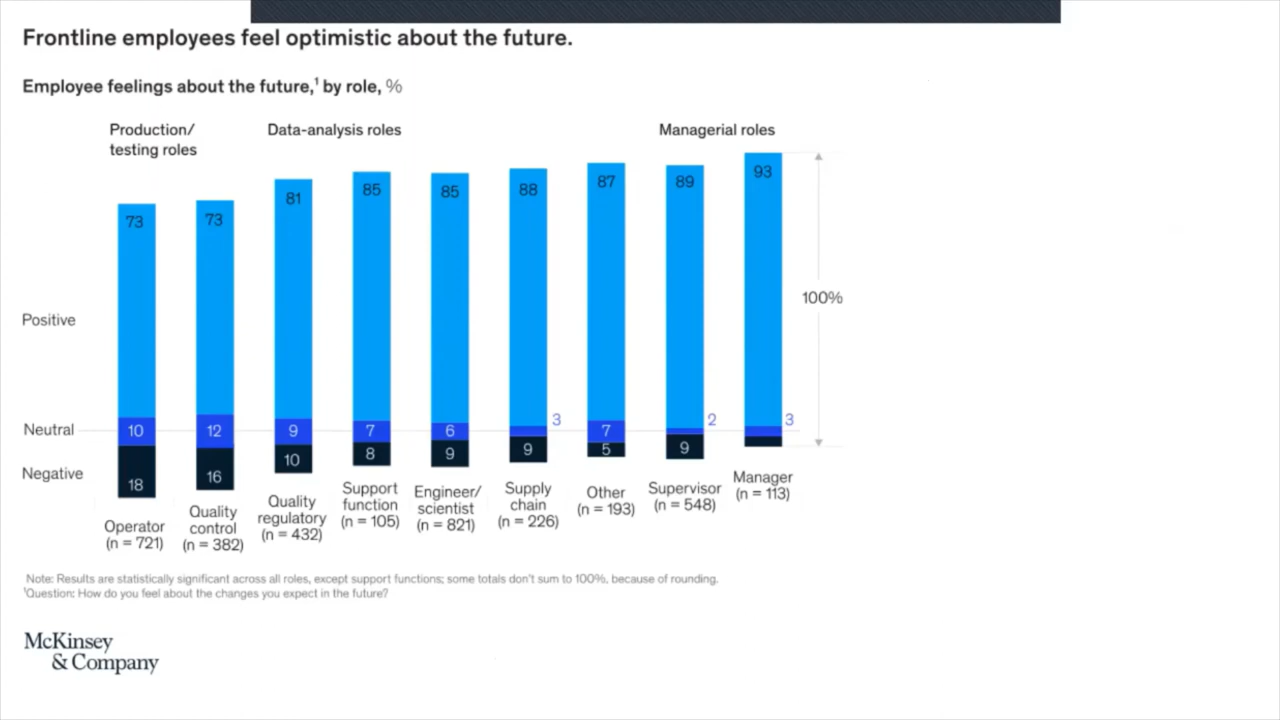 Frontline employees feel optimistic about the future.
Employee feelings about the future,¹ by role, %
Production/
testing roles
Data-analysis roles
Managerial roles
73
73
81
85
85
88
87
89
93
100%
Positive
Neutral
10
12
9
7
6
3
7
2
3
Negative
18
16
10
8
9
9
5
9
Operator
(n = 721)
Quality
control
(n = 382)
Quality
regulatory
(n = 432)
Support
function
(n = 105)
Engineer/
scientist
(n = 821)
Supply
chain
(n = 226)
Other
(n = 193)
Supervisor
(n = 548)
Manager
(n = 113)
Note: Results are statistically significant across all roles, except support functions; some totals don't sum to 100%, because of rounding.
¹Question: How do you feel about the changes you expect in the future?
McKinsey
& Company